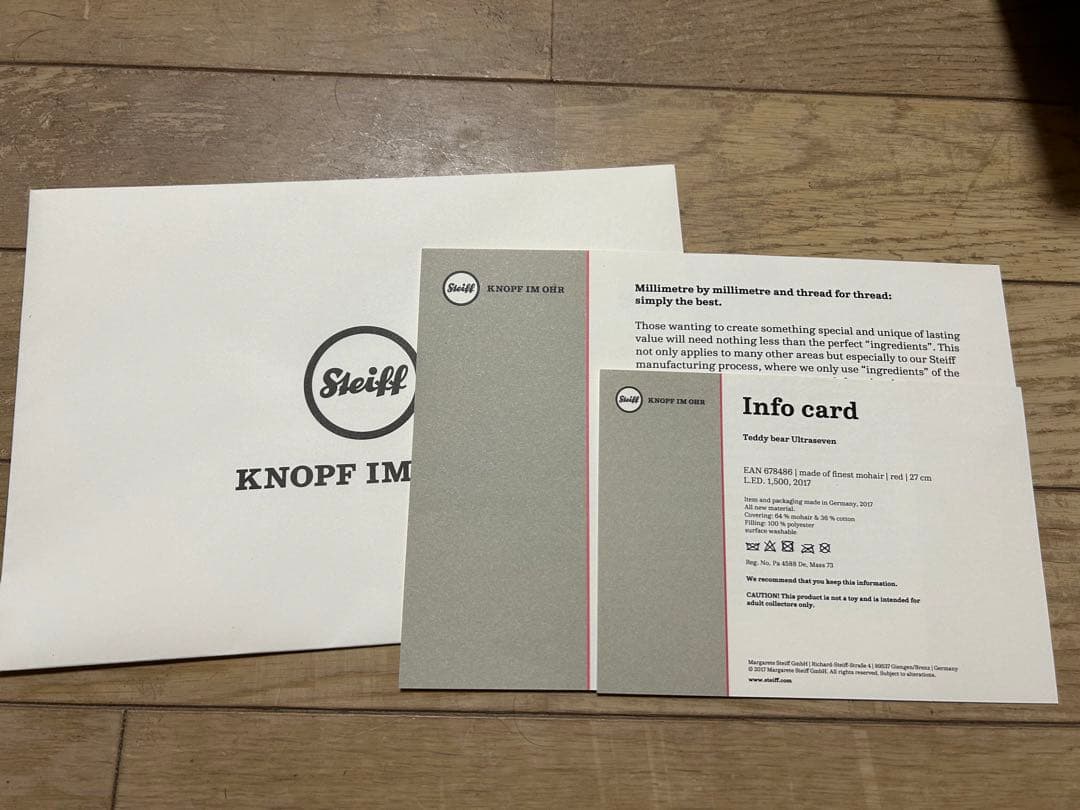 Steiff
KNOPF IM
Steiff KNOPF IM OHR
Millimetre by millimetre and thread for thread:
simply the best.
Those wanting to create something special and unique of lasting
value will need nothing less than the perfect “ingredients”. This
not only applies to many other areas but especially to our Steiff
manufacturing process, where we only use “ingredients” of the
Steiff KNOPF IM OHR
Info card
Teddy bear Ultraseven
EAN 678486 | made of finest mohair | red | 27 cm
L.ED. 1,500, 2017
Item and packaging made in Germany, 2017
All new material.
Covering: 64 % mohair & 36 % cotton
Filling: 100 % polyester
surface washable
Reg. No. Pa 4588 De, Mass 73
We recommend that you keep this information.
CAUTION! This product is not a toy and is intended for
adult collectors only.
Margarete Steiff GmbH | Richard-Steiff-Straße 4 | 89537 Giengen/Brenz | Germany
© 2017 Margarete Steiff GmbH. All rights reserved. Subject to alterations.
www.steiff.com